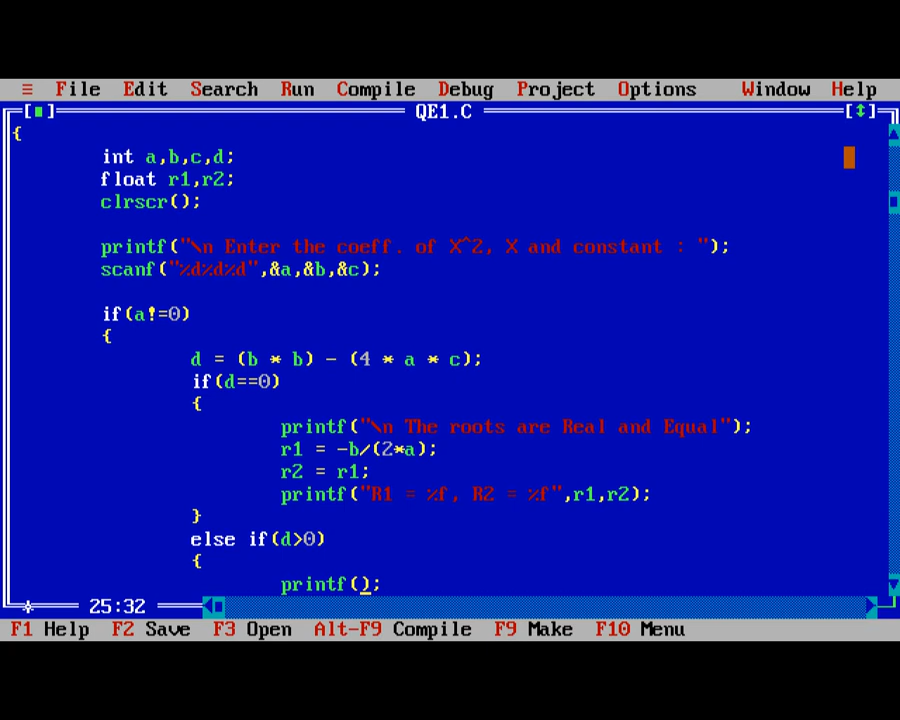 ≡ File Edit Search Run Compile Debug Project Options Window Help
[■] QE1.C [↕]
{
int a,b,c,d;
float r1,r2;
clrscr();
printf("\n Enter the coeff. of X^2, X and constant : ");
scanf("%d%d%d",&a,&b,&c);
if(a!=0)
{
d = (b * b) - (4 * a * c);
if(d==0)
{
printf("\n The roots are Real and Equal");
r1 = -b/(2*a);
r2 = r1;
printf("R1 = %f, R2 = %f",r1,r2);
}
else if(d>0)
{
printf();
25:32
F1 Help F2 Save F3 Open Alt-F9 Compile F9 Make F10 Menu